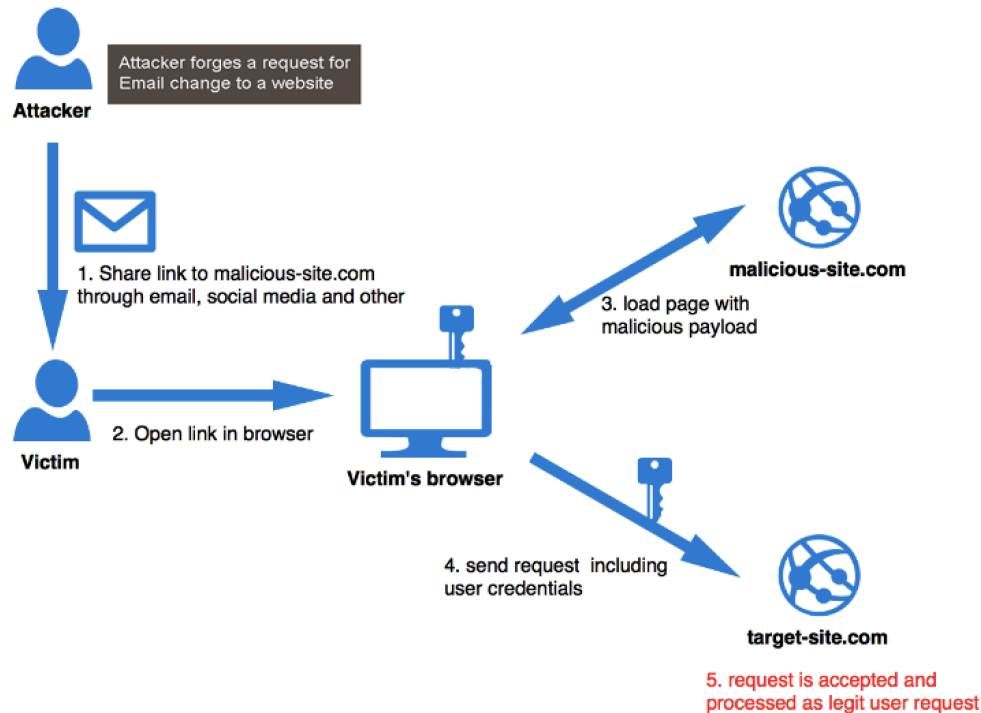 Attacker forges a request for
Email change to a website
Attacker
1. Share link to malicious-site.com
through email, social media and other
malicious-site.com
3. load page with
malicious payload
2. Open link in browser
Victim
Victim's browser
4. send request including
user credentials
target-site.com
5. request is accepted and
processed as legit user request